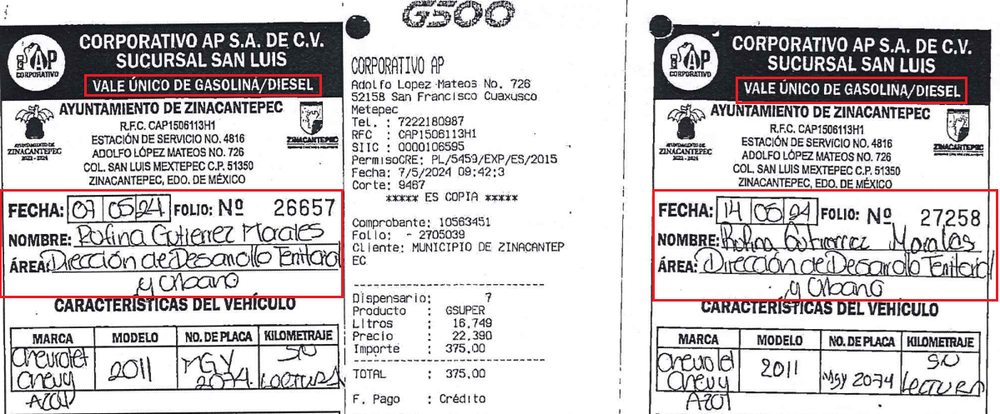 AP
CORPORATIVO
CORPORATIVO AP S.A. DE C.V.
SUCURSAL SAN LUIS
VALE ÚNICO DE GASOLINA/DIESEL
AYUNTAMIENTO DE ZINACANTEPEC
R.F.C. CAP1506113H1
ESTACIÓN DE SERVICIO NO. 4816
ADOLFO LÓPEZ MATEOS NO. 726
COL. SAN LUIS MEXTEPEC C.P. 51350
ZINACANTEPEC, EDO. DE MÉXICO
AYUNTAMIENTO DE
ZINACANTEPEC
2022 - 2024
ZINACANTEPEC
FECHA: 07 05 24 FOLIO: Nº 26657
NOMBRE: Rufina Gutierrez Morales
ÁREA: Dirección de Desarrollo Territorial
y Urbano
CARACTERÍSTICAS DEL VEHÍCULO
MARCA MODELO NO. DE PLACA KILOMETRAJE
Chevrolet
Chevy
Azul
2011
MGY
2074
SN
Lectura
G500
CORPORATIVO AP
Adolfo Lopez Mateos No. 726
52158 San Francisco Cuaxusco
Metepec
Tel. : 7222180987
RFC : CAP1506113H1
SIIC : 0000106595
PermisoCRE: PL/5459/EXP/ES/2015
Fecha: 7/5/2024 09:42:3
Corte: 9467
***** ES COPIA *****
Comprobante: 10563451
Folio: - 2705039
Cliente: MUNICIPIO DE ZINACANTEP
EC
Dispensario: 7
Producto : GSUPER
Litros : 16.749
Precio : 22.390
Importe : 375.00
TOTAL : 375.00
F. Pago : Crédito
AP
CORPORATIVO
CORPORATIVO AP S.A. DE C.V.
SUCURSAL SAN LUIS
VALE ÚNICO DE GASOLINA/DIESEL
AYUNTAMIENTO DE ZINACANTEPEC
R.F.C. CAP1506113H1
ESTACIÓN DE SERVICIO NO. 4816
ADOLFO LÓPEZ MATEOS NO. 726
COL. SAN LUIS MEXTEPEC C.P. 51350
ZINACANTEPEC, EDO. DE MÉXICO
AYUNTAMIENTO DE
ZINACANTEPEC
2022 - 2024
ZINACANTEPEC
FECHA: 14 05 24 FOLIO: Nº 27258
NOMBRE: Rufina Gutierrez Morales
ÁREA: Dirección de Desarrollo Territorial
y Urbano
CARACTERÍSTICAS DEL VEHÍCULO
MARCA MODELO NO. DE PLACA KILOMETRAJE
Chevrolet
Chevy
Azul
2011
Mgy 2074
SN
Lectura